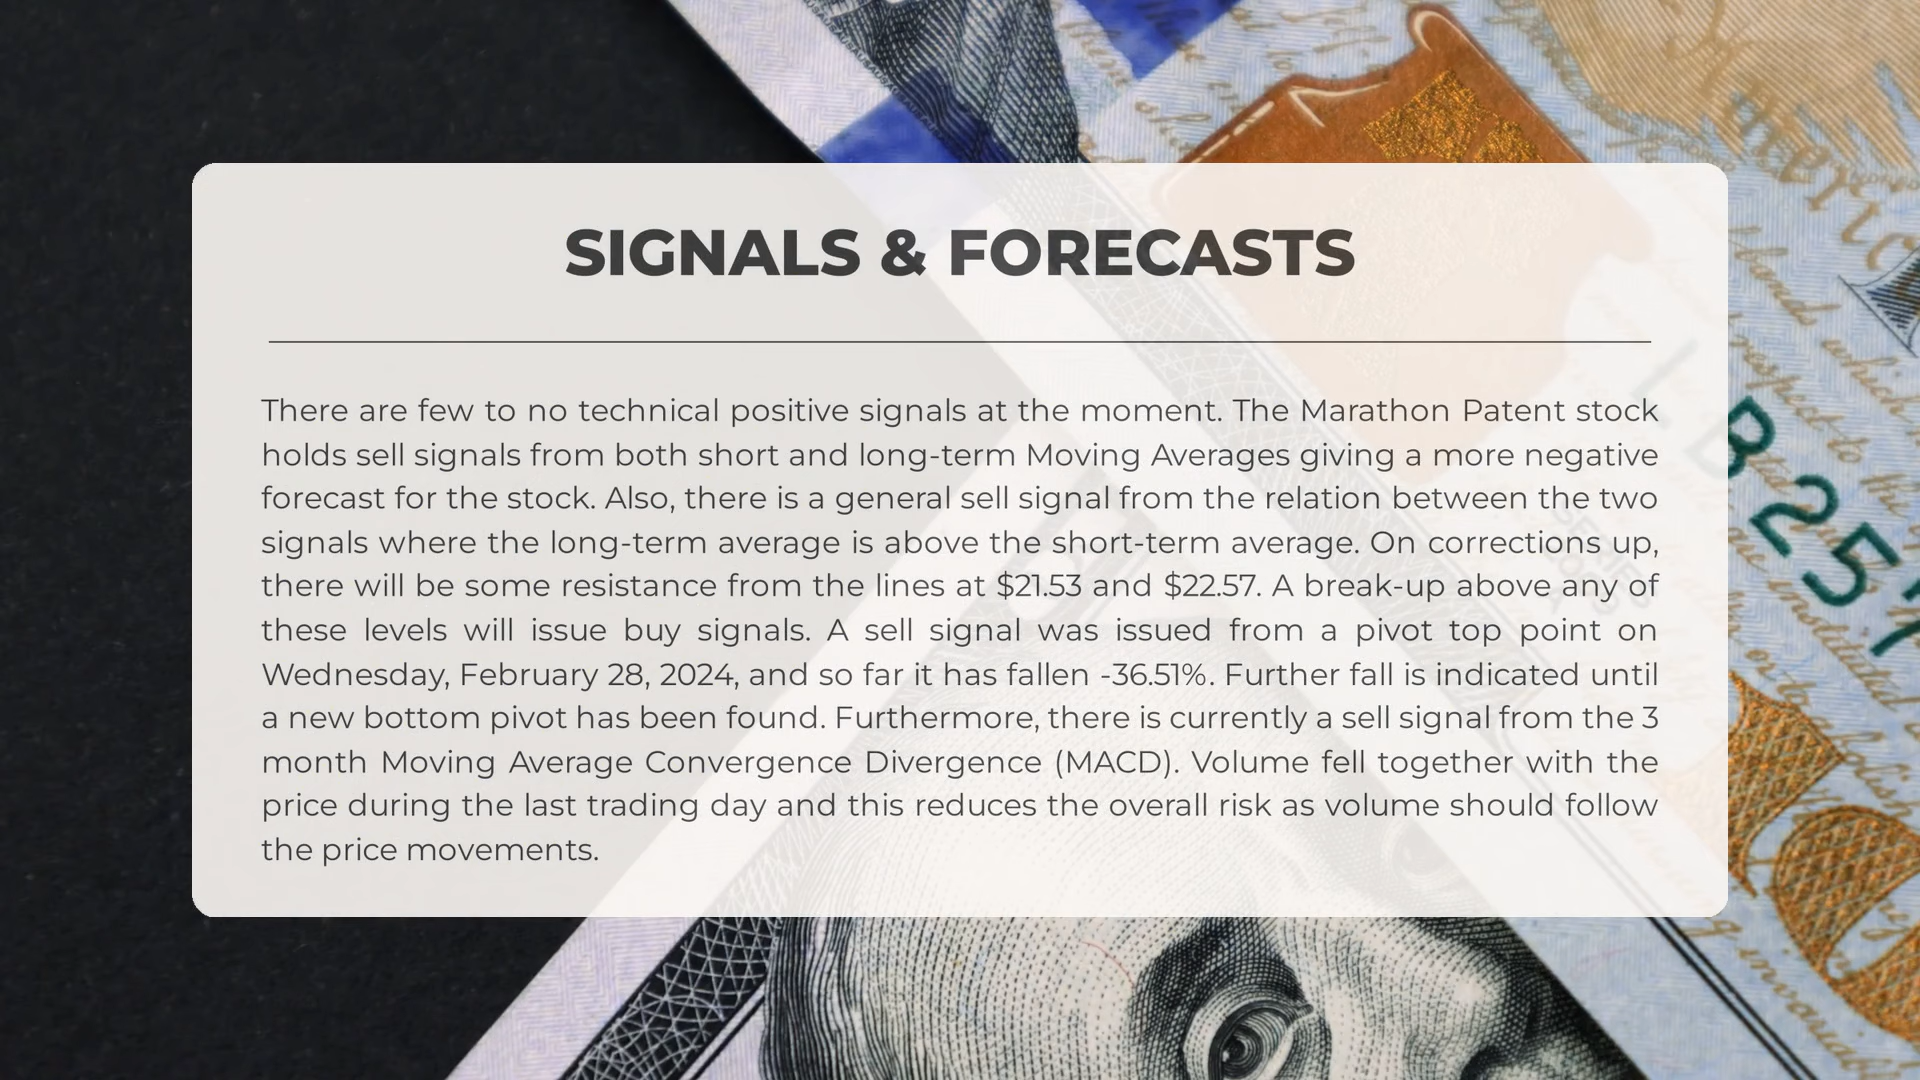 SIGNALS & FORECASTS
There are few to no technical positive signals at the moment. The Marathon Patent stock
holds sell signals from both short and long-term Moving Averages giving a more negative
forecast for the stock. Also, there is a general sell signal from the relation between the two
signals where the long-term average is above the short-term average. On corrections up,
there will be some resistance from the lines at $21.53 and $22.57. A break-up above any of
these levels will issue buy signals. A sell signal was issued from a pivot top point on
Wednesday, February 28, 2024, and so far it has fallen -36.51%. Further fall is indicated until
a new bottom pivot has been found. Furthermore, there is currently a sell signal from the 3
month Moving Average Convergence Divergence (MACD). Volume fell together with the
price during the last trading day and this reduces the overall risk as volume should follow
the price movements.
L B 257